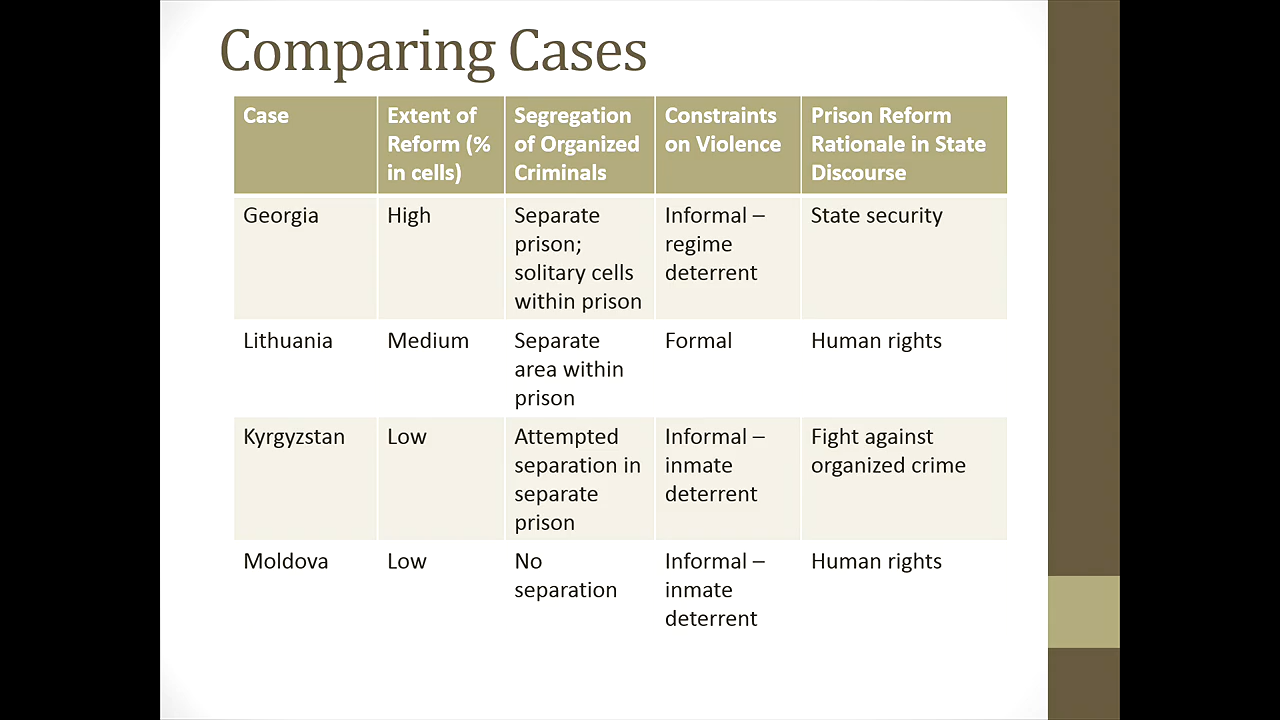 Comparing Cases
Case
Extent of
Reform (%
in cells)
Segregation
of Organized
Criminals
Constraints
on Violence
Prison Reform
Rationale in State
Discourse
Georgia
High
Separate
prison;
solitary cells
within prison
Informal –
regime
deterrent
State security
Lithuania
Medium
Separate
area within
prison
Formal
Human rights
Kyrgyzstan
Low
Attempted
separation in
separate
prison
Informal –
inmate
deterrent
Fight against
organized crime
Moldova
Low
No
separation
Informal –
inmate
deterrent
Human rights